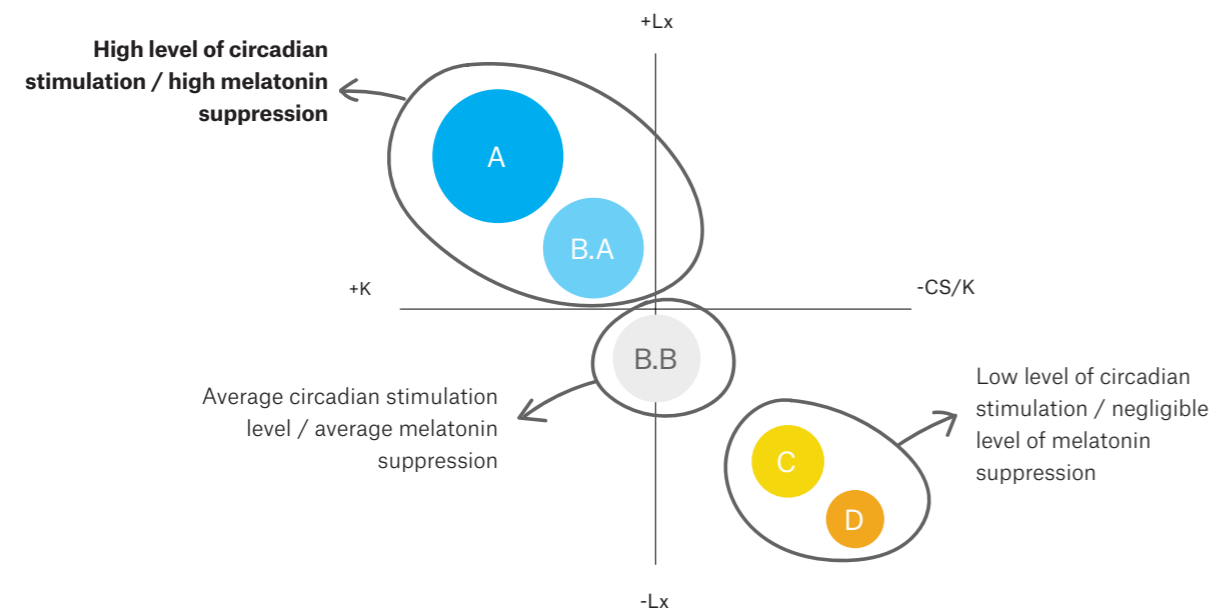 +Lx
High level of circadian
stimulation / high melatonin
suppression
A
B.A
+K
-CS/K
B.B
Average circadian stimulation
level / average melatonin
suppression
Low level of circadian
stimulation / negligible
level of melatonin
suppression
C
D
-Lx